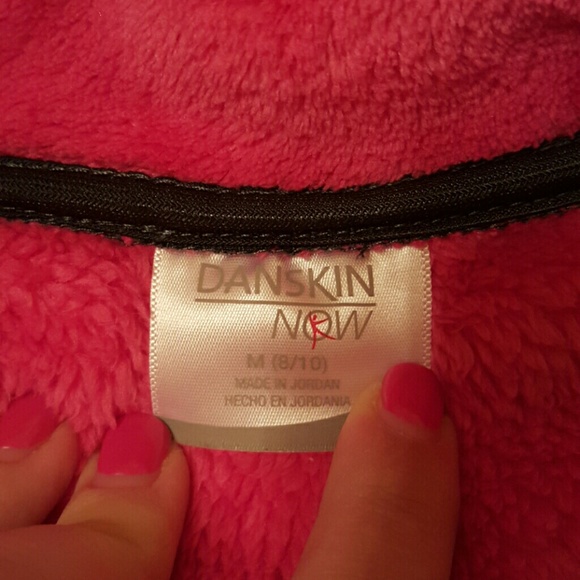 DANSKIN
NOW
M (8/10)
MADE IN JORDAN
HECHO EN JORDANIA